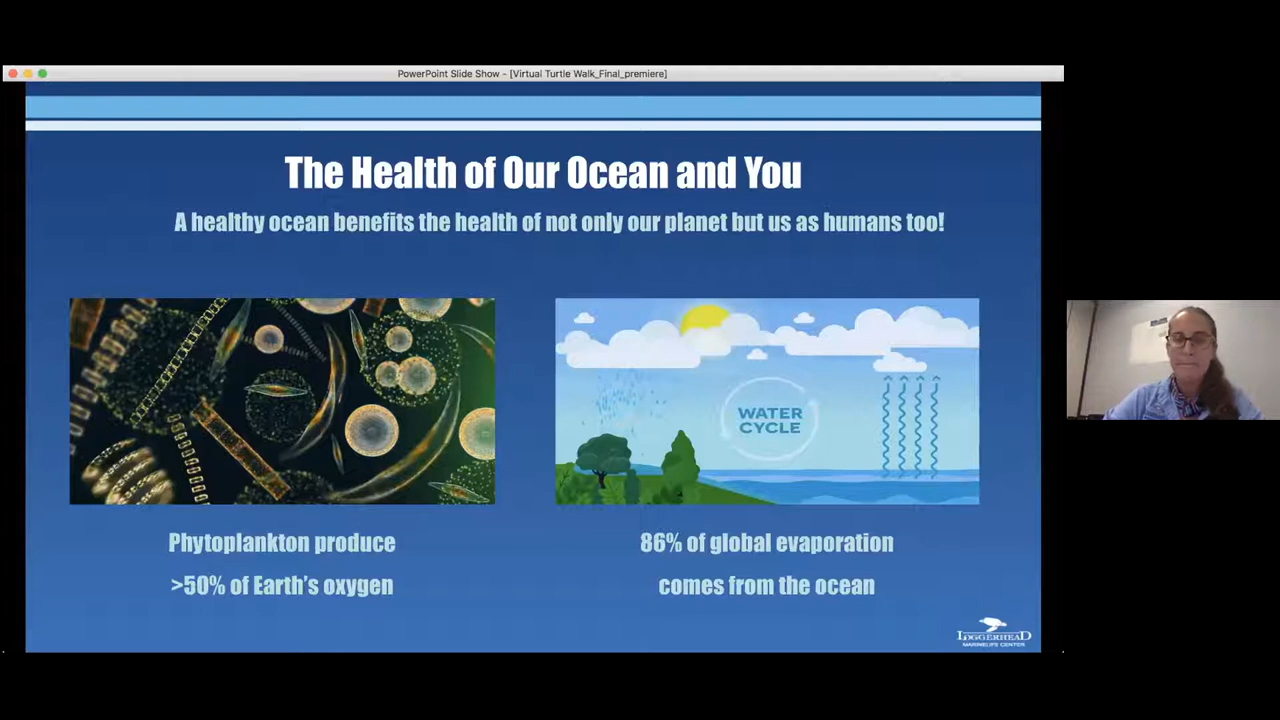 PowerPoint Slide Show - [Virtual Turtle Walk_Final_premiere]
The Health of Our Ocean and You
A healthy ocean benefits the health of not only our planet but us as humans too!
WATER
CYCLE
Phytoplankton produce
>50% of Earth's oxygen
86% of global evaporation
comes from the ocean
LOGGERHEAD
MARINELIFE CENTER